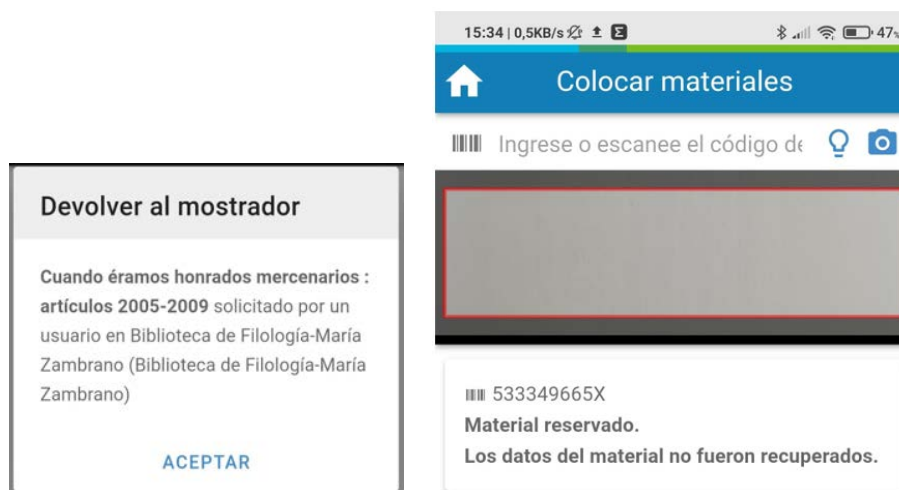 Devolver al mostrador
Cuando éramos honrados mercenarios :
artículos 2005-2009 solicitado por un
usuario en Biblioteca de Filología-María
Zambrano (Biblioteca de Filología-María
Zambrano)
ACEPTAR
15:34 | 0,5KB/s 47%
Colocar materiales
Ingrese o escanee el código de
533349665X
Material reservado.
Los datos del material no fueron recuperados.